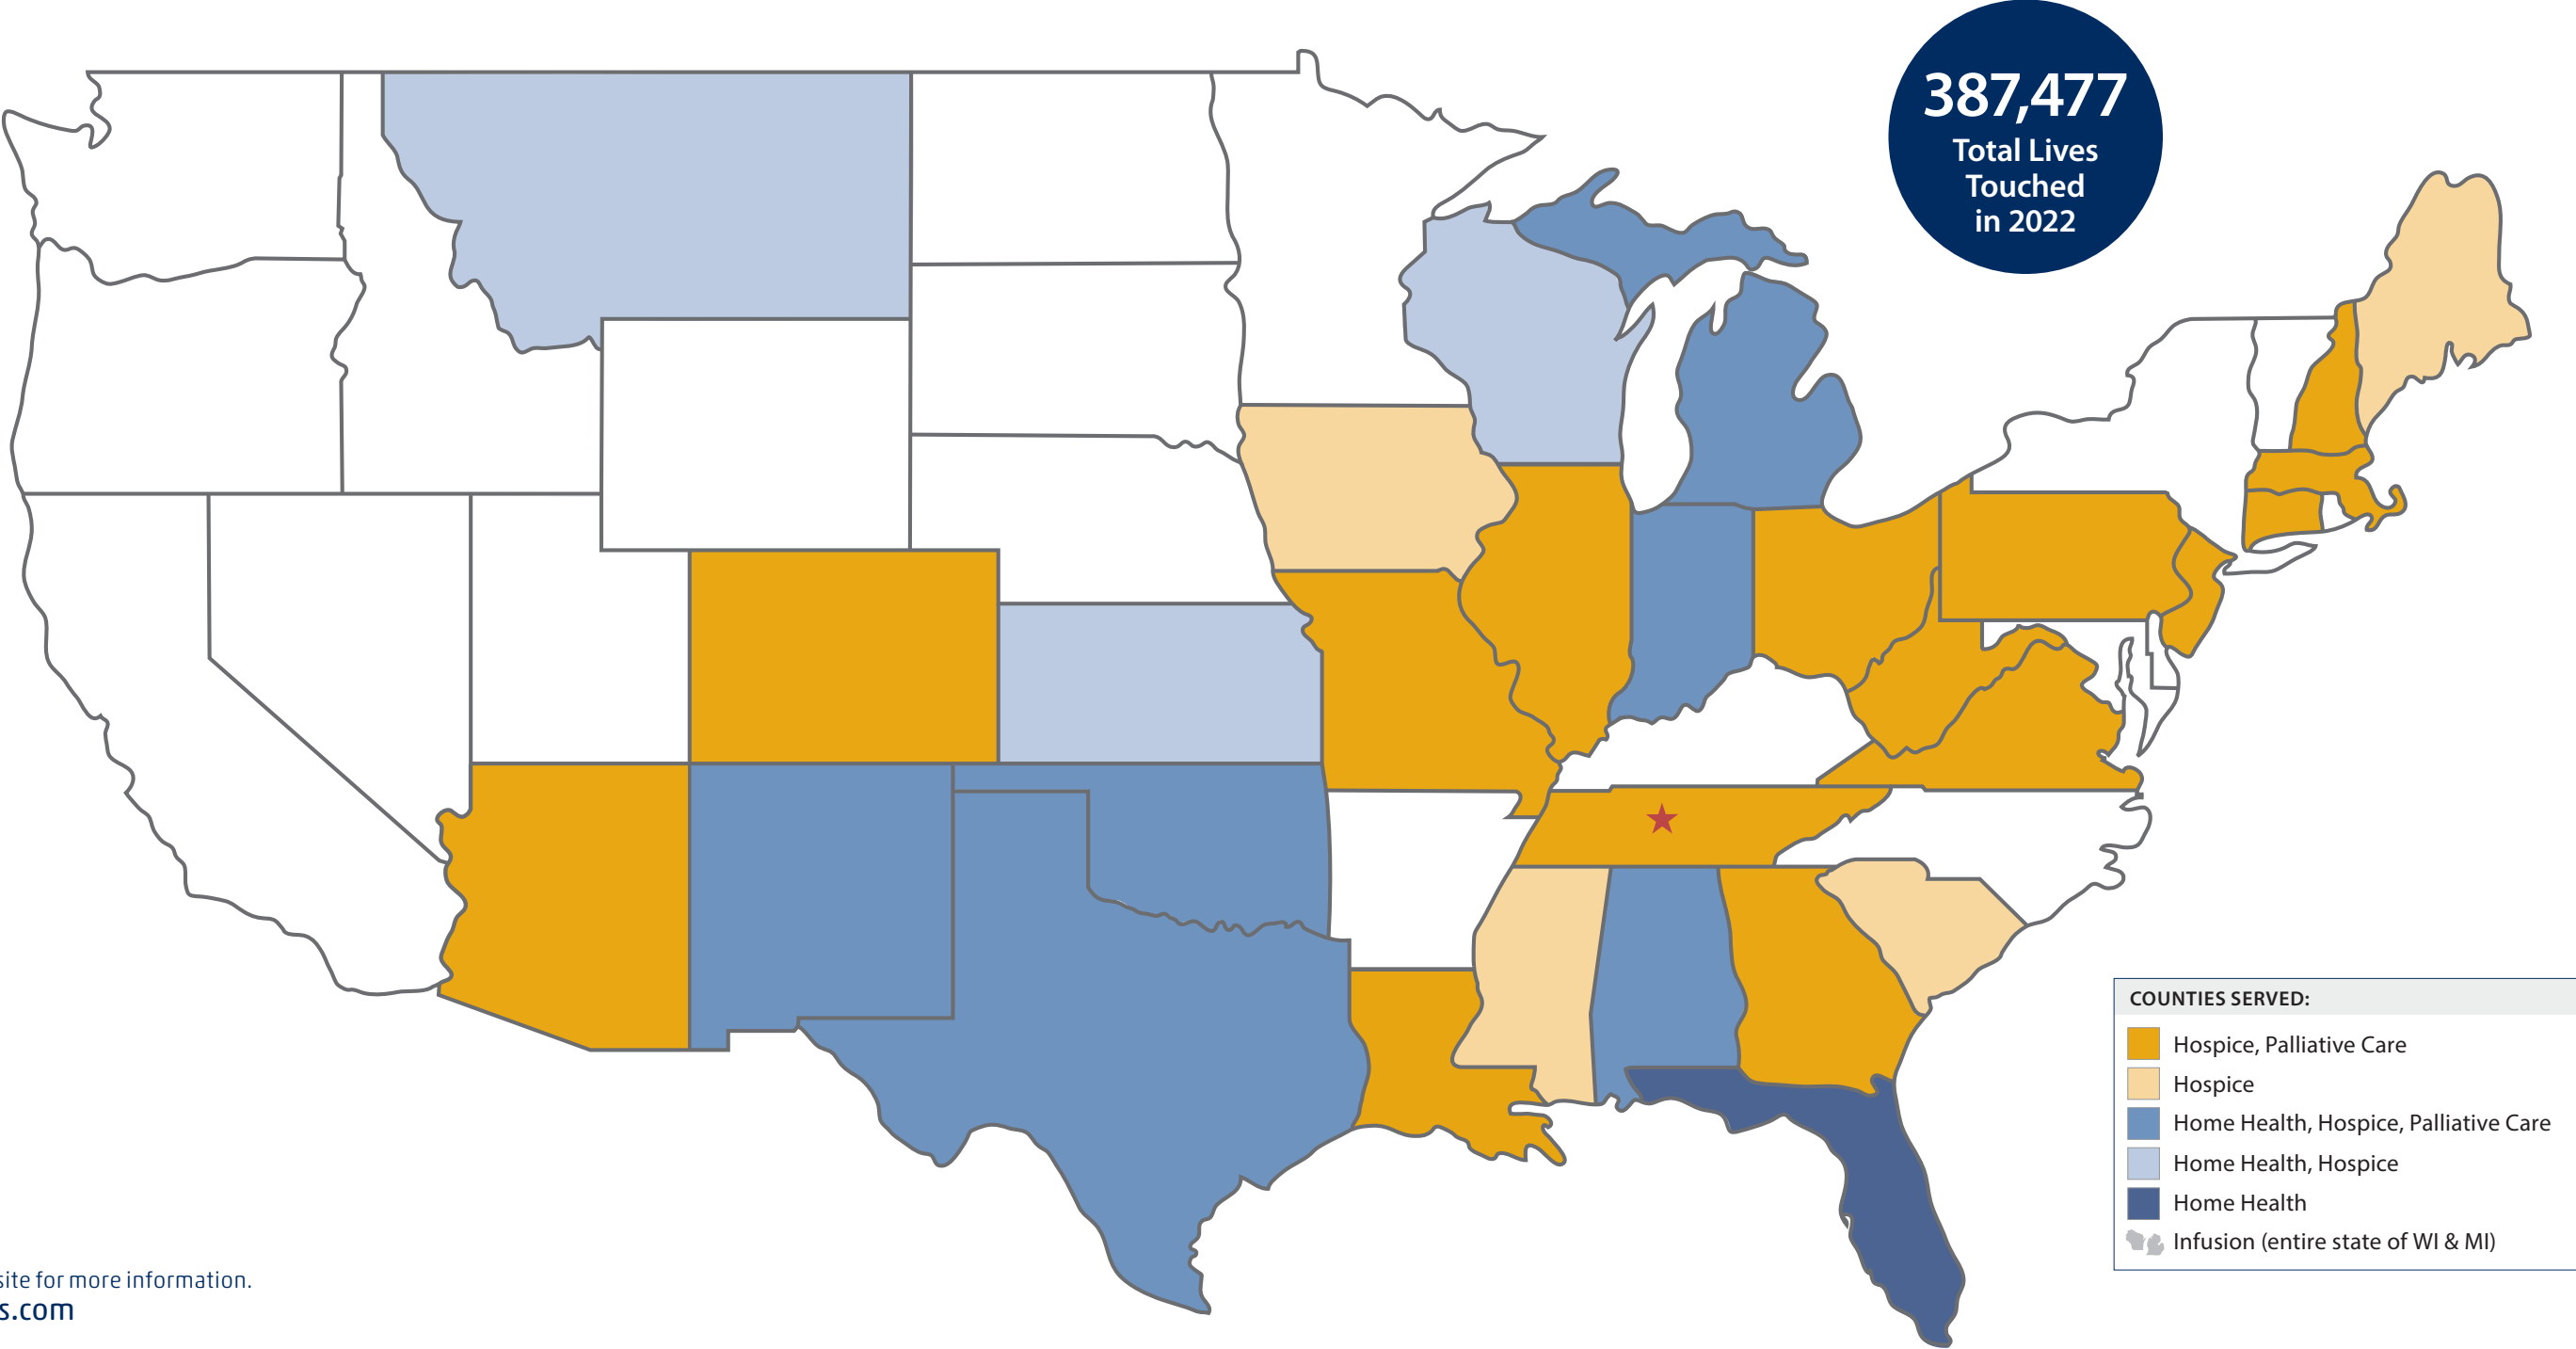 387,477
Total Lives
Touched
in 2022
COUNTIES SERVED:
Hospice, Palliative Care
Hospice
Home Health, Hospice, Palliative Care
Home Health, Hospice
Home Health
Infusion (entire state of WI & MI)
site for more information.
s.com